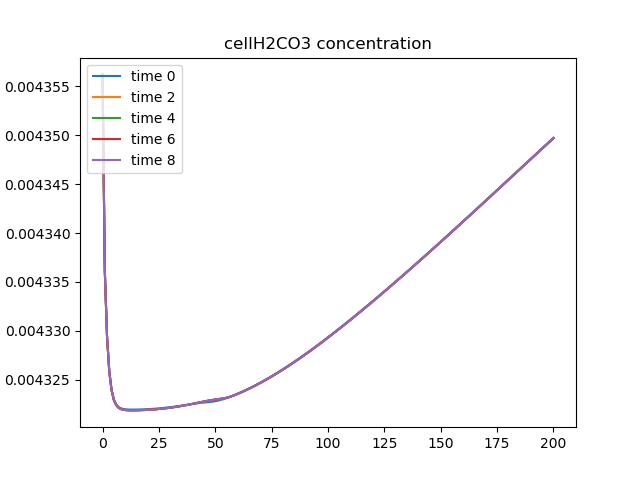 cellH2CO3 concentration
time 0
time 2
time 4
time 6
time 8
0.004355
0.004350
0.004345
0.004340
0.004335
0.004330
0.004325
0 25 50 75 100 125 150 175 200